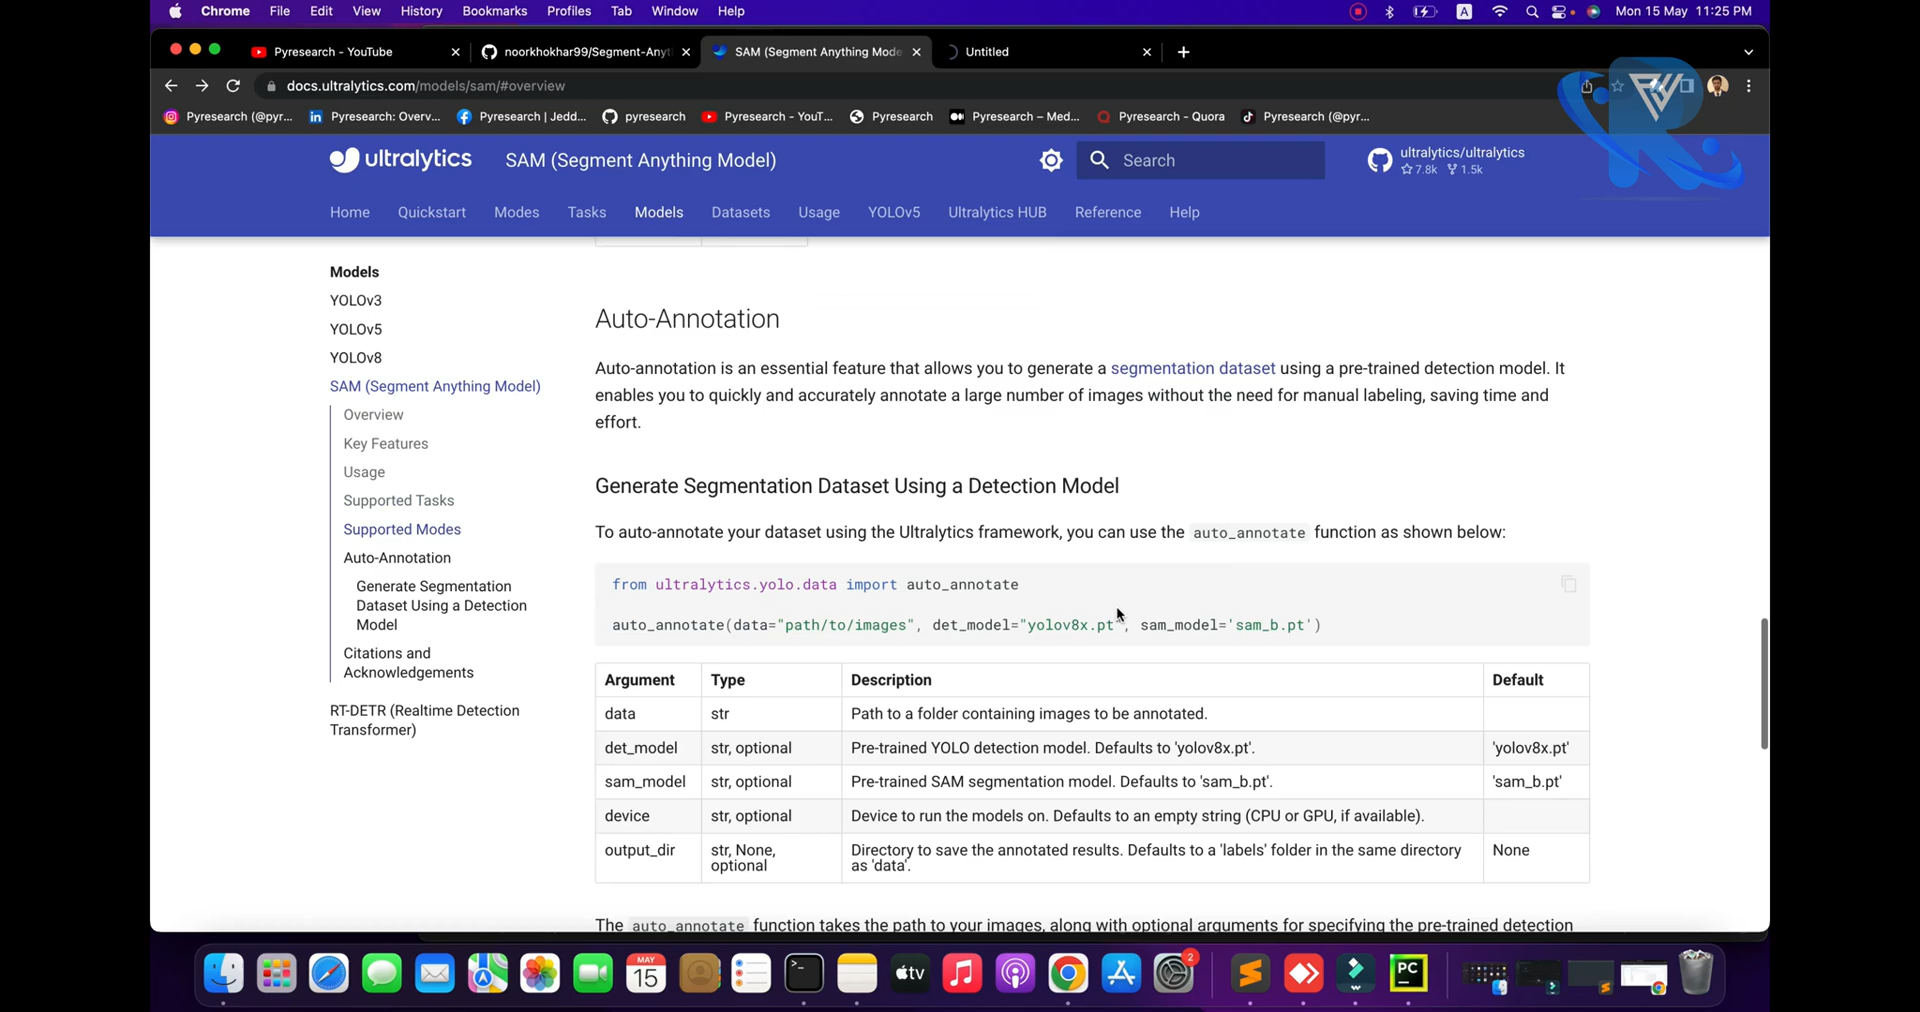 Chrome File Edit View History Bookmarks Profiles Tab Window Help
A Mon 15 May 11:25 PM
Pyresearch - YouTube
noorkhokhar99/Segment-Anyt
SAM (Segment Anything Mode
Untitled
docs.ultralytics.com/models/sam/#overview
Pyresearch (@pyr...
Pyresearch: Overv...
Pyresearch | Jedd...
pyresearch
Pyresearch - YouT...
Pyresearch
Pyresearch – Med...
Pyresearch - Quora
Pyresearch (@pyr...
ultralytics
SAM (Segment Anything Model)
Search
ultralytics/ultralytics
7.8k 1.5k
Home Quickstart Modes Tasks Models Datasets Usage YOLOv5 Ultralytics HUB Reference Help
Models
YOLOv3
YOLOv5
YOLOv8
SAM (Segment Anything Model)
Overview
Key Features
Usage
Supported Tasks
Supported Modes
Auto-Annotation
Generate Segmentation
Dataset Using a Detection
Model
Citations and
Acknowledgements
RT-DETR (Realtime Detection
Transformer)
Auto-Annotation
Auto-annotation is an essential feature that allows you to generate a segmentation dataset using a pre-trained detection model. It
enables you to quickly and accurately annotate a large number of images without the need for manual labeling, saving time and
effort.
Generate Segmentation Dataset Using a Detection Model
To auto-annotate your dataset using the Ultralytics framework, you can use the auto_annotate function as shown below:
from ultralytics.yolo.data import auto_annotate
auto_annotate(data="path/to/images", det_model="yolov8x.pt", sam_model='sam_b.pt')
Argument Type Description Default
data str Path to a folder containing images to be annotated.
det_model str, optional Pre-trained YOLO detection model. Defaults to 'yolov8x.pt'. 'yolov8x.pt'
sam_model str, optional Pre-trained SAM segmentation model. Defaults to 'sam_b.pt'. 'sam_b.pt'
device str, optional Device to run the models on. Defaults to an empty string (CPU or GPU, if available).
output_dir str, None, optional Directory to save the annotated results. Defaults to a 'labels' folder in the same directory as 'data'. None
The auto_annotate function takes the path to your images, along with optional arguments for specifying the pre-trained detection
MAY
15
tv
2
PC